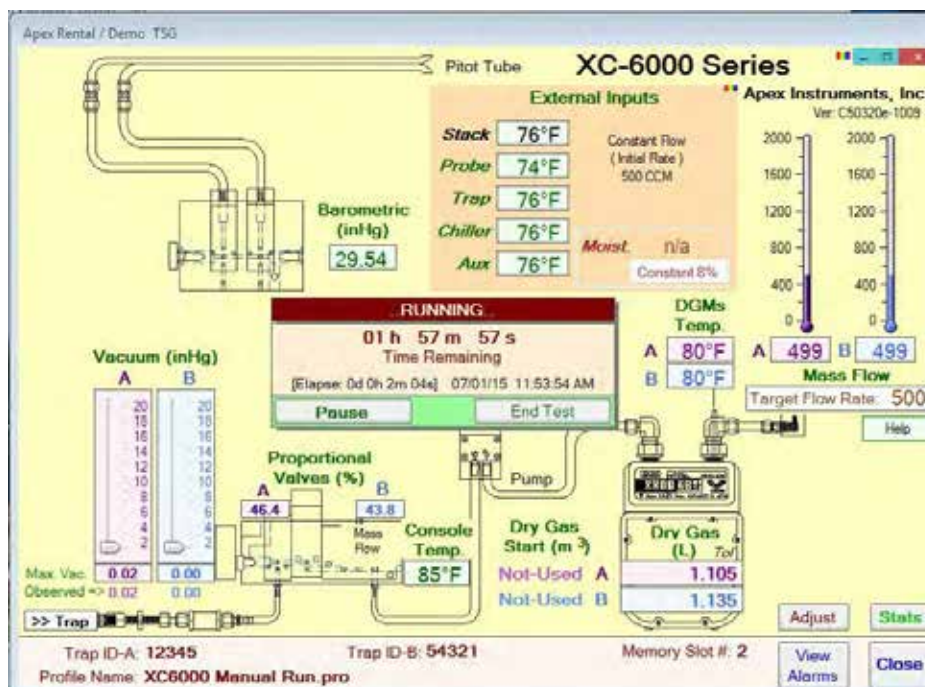 Apex Rental / Demo TSG
Pitot Tube
XC-6000 Series
Apex Instruments, Inc
Ver: C50320e-1009
External Inputs
Stack 76°F
Probe 74°F
Trap 76°F
Chiller 76°F
Aux 76°F
Constant Flow
( Initial Rate )
500 CCM
Moist. n/a
Constant 8%
Barometric
(inHg)
29.54
2000 2000
1600 1600
1200 1200
800 800
400 400
0 0
A 499 B 499
Mass Flow
Target Flow Rate: 500
Help
DGMs
Temp.
A 80°F
B 80°F
..RUNNING..
01 h 57 m 57 s
Time Remaining
[Elapse: 0d 0h 2m 04s] 07/01/15 11:53:54 AM
Pause End Test
Vacuum (inHg)
A B
20 20
18 18
16 16
14 14
12 12
10 10
8 8
6 6
4 4
2 2
Max. Vac. 0.02 0.00
Observed => 0.02 0.00
>> Trap
Proportional
Valves (%)
A B
46.4 43.8
Mass
Flow
Console
Temp.
85°F
Pump
Dry Gas
Start (m³)
Not-Used A
Not-Used B
Dry Gas
(L) Tot
1.105
1.135
Adjust Stats
View
Alarms
Close
Trap ID-A: 12345 Trap ID-B: 54321 Memory Slot #: 2
Profile Name: XC6000 Manual Run.pro